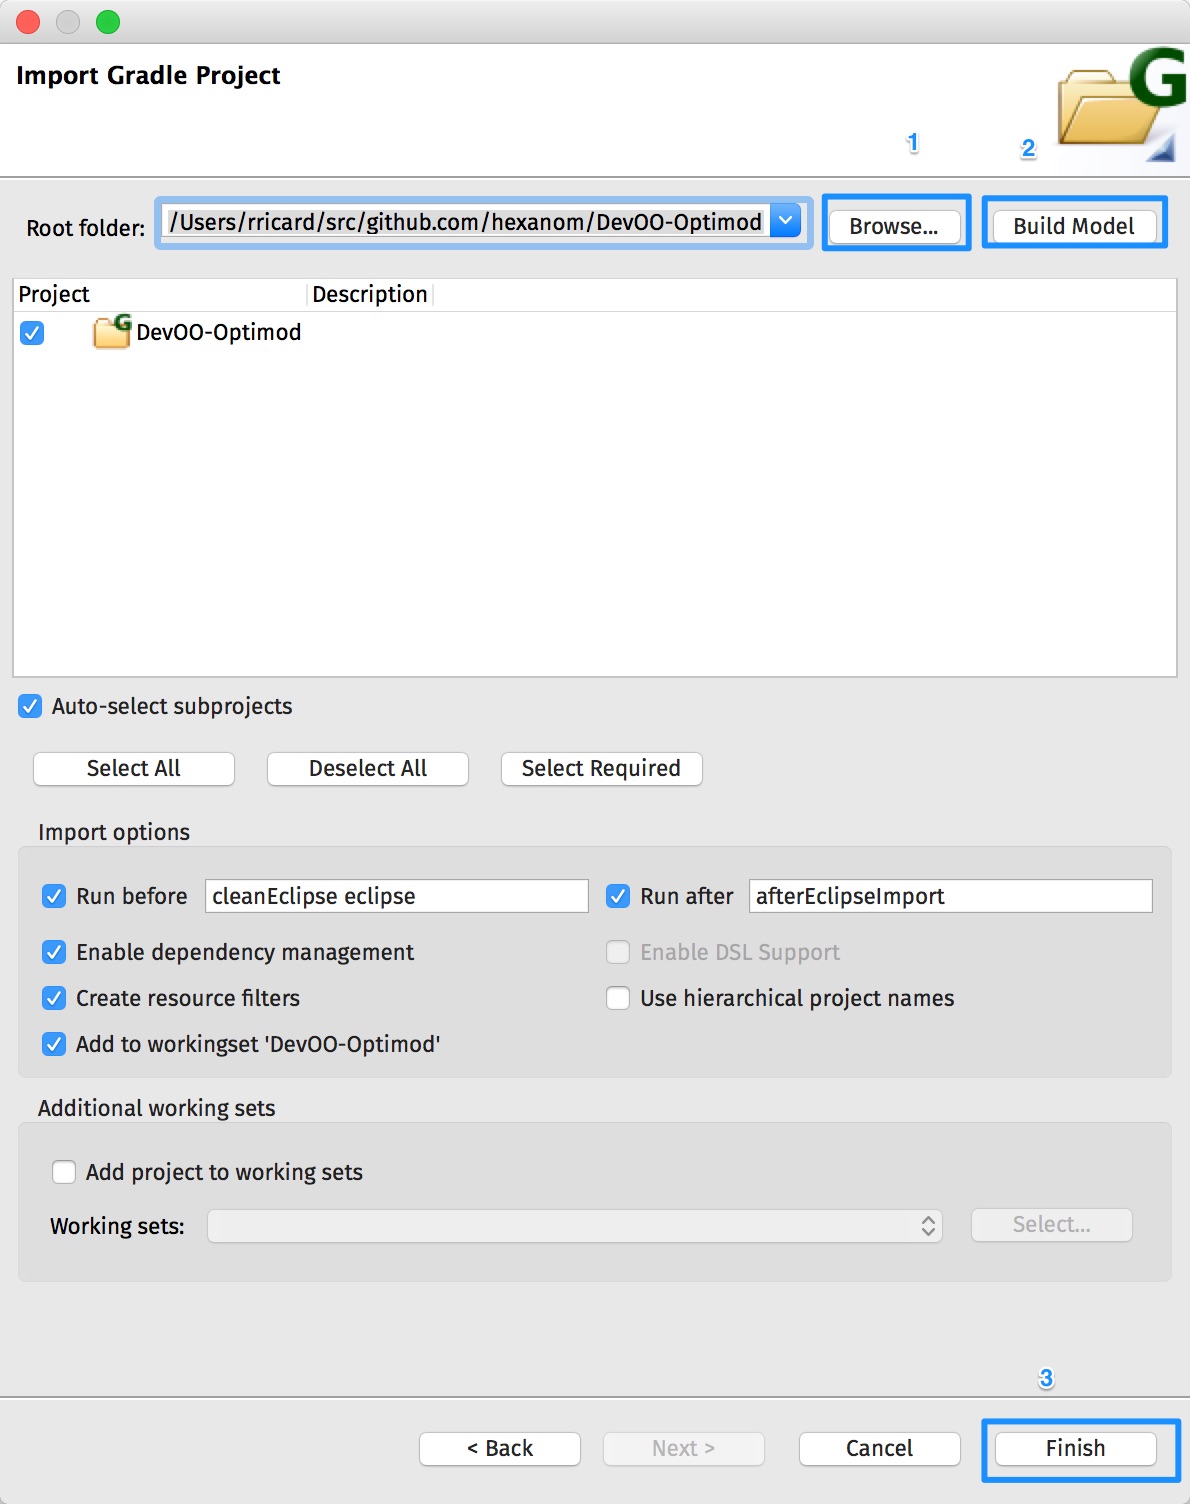 Import Gradle Project
G
1
2
Root folder: /Users/rricard/src/github.com/hexanom/DevOO-Optimod Browse... Build Model
Project Description
G DevOO-Optimod
Auto-select subprojects
Select All Deselect All Select Required
Import options
Run before cleanEclipse eclipse Run after afterEclipseImport
Enable dependency management Enable DSL Support
Create resource filters Use hierarchical project names
Add to workingset 'DevOO-Optimod'
Additional working sets
Add project to working sets
Working sets: Select...
3
< Back Next > Cancel Finish